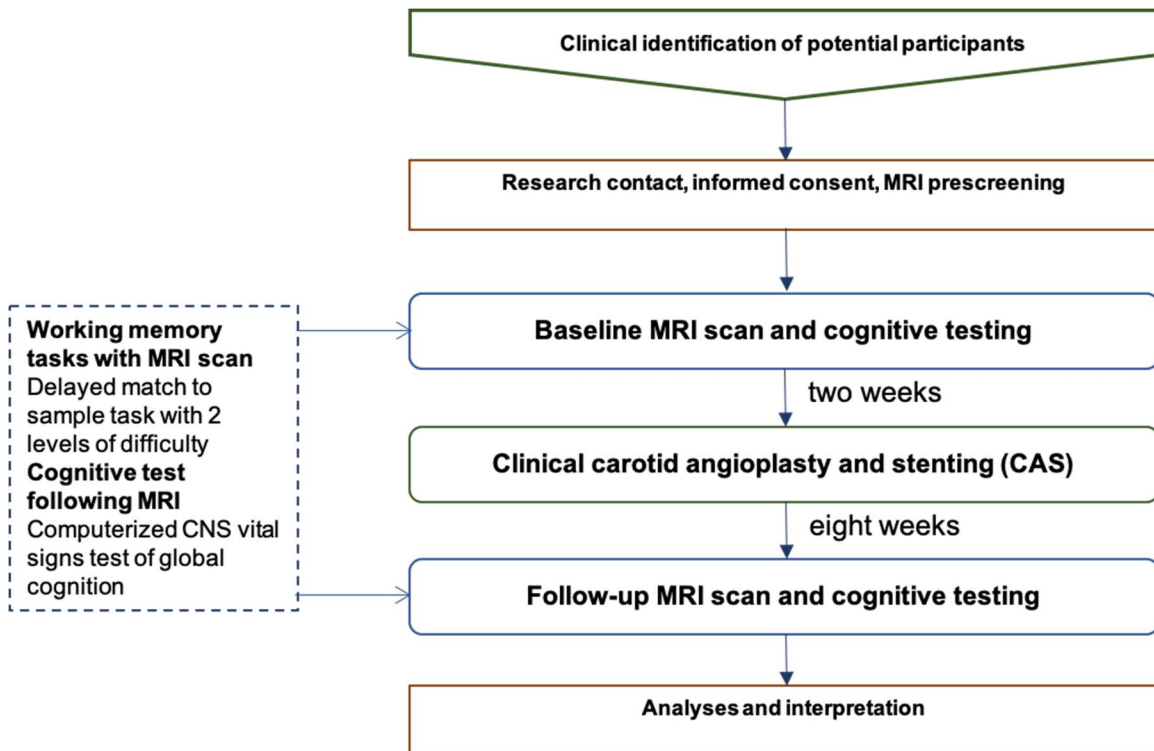 Clinical identification of potential participants
Research contact, informed consent, MRI prescreening
Working memory
tasks with MRI scan
Delayed match to
sample task with 2
levels of difficulty
Cognitive test
following MRI
Computerized CNS vital
signs test of global
cognition
Baseline MRI scan and cognitive testing
two weeks
Clinical carotid angioplasty and stenting (CAS)
eight weeks
Follow-up MRI scan and cognitive testing
Analyses and interpretation